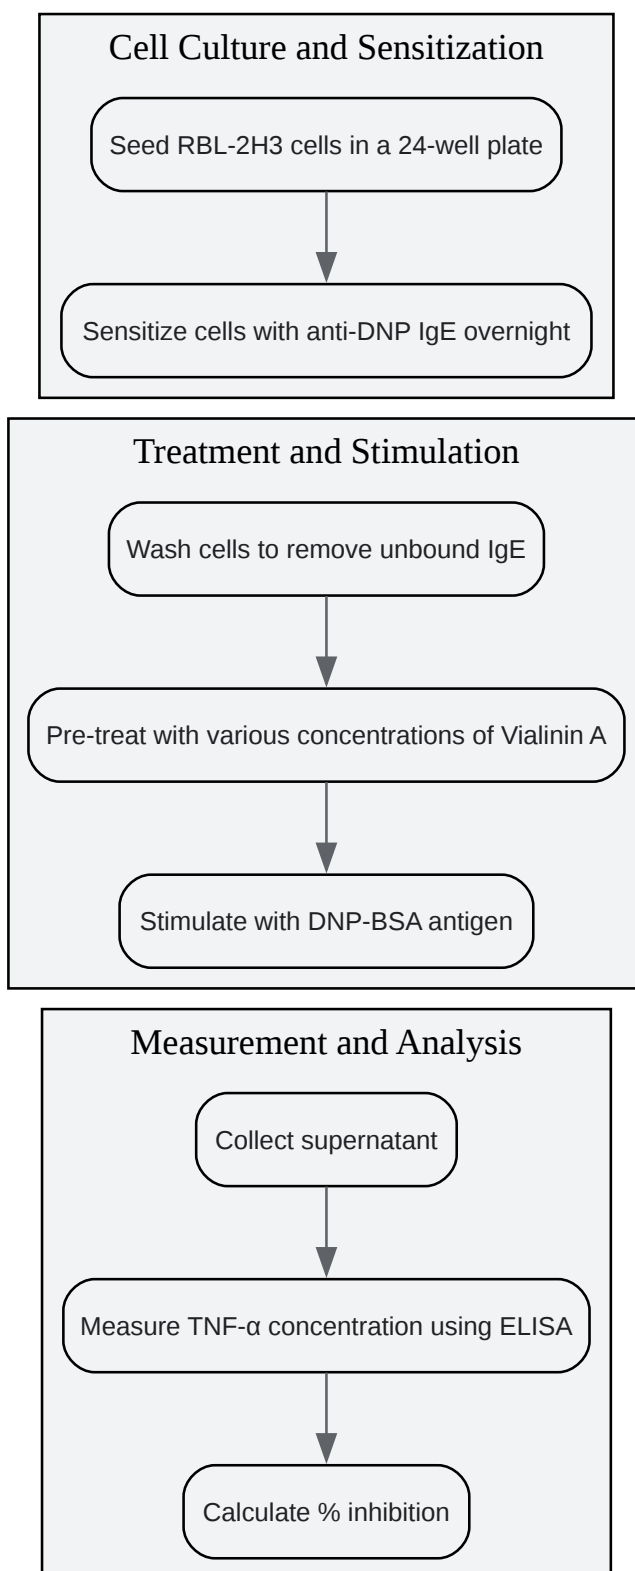 Cell Culture and Sensitization
Seed RBL-2H3 cells in a 24-well plate
Sensitize cells with anti-DNP IgE overnight
Treatment and Stimulation
Wash cells to remove unbound IgE
Pre-treat with various concentrations of Vialinin A
Stimulate with DNP-BSA antigen
Measurement and Analysis
Collect supernatant
Measure TNF-α concentration using ELISA
Calculate % inhibition